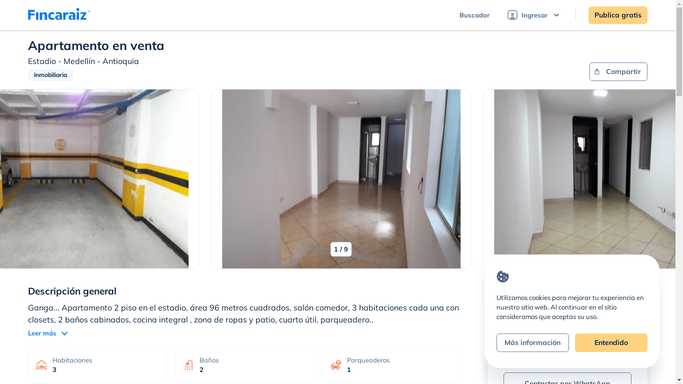 Fincaraiz
Buscador
Ingresar
Publica gratis
Apartamento en venta
Estadio - Medellín - Antioquia
Inmobiliaria
Compartir
1 / 9
Descripción general
Ganga... Apartamento 2 piso en el estadio, área 96 metros cuadrados, salón comedor, 3 habitaciones cada una con
closets, 2 baños cabinados, cocina integral , zona de ropas y patio, cuarto útil, parqueadero..
Leer más
Habitaciones
3
Baños
2
Parqueaderos
1
Utilizamos cookies para mejorar tu experiencia en
nuestro sitio web. Al continuar en el sitio
consideramos que aceptas su uso.
Más información
Entendido
Contactar por WhatsApp